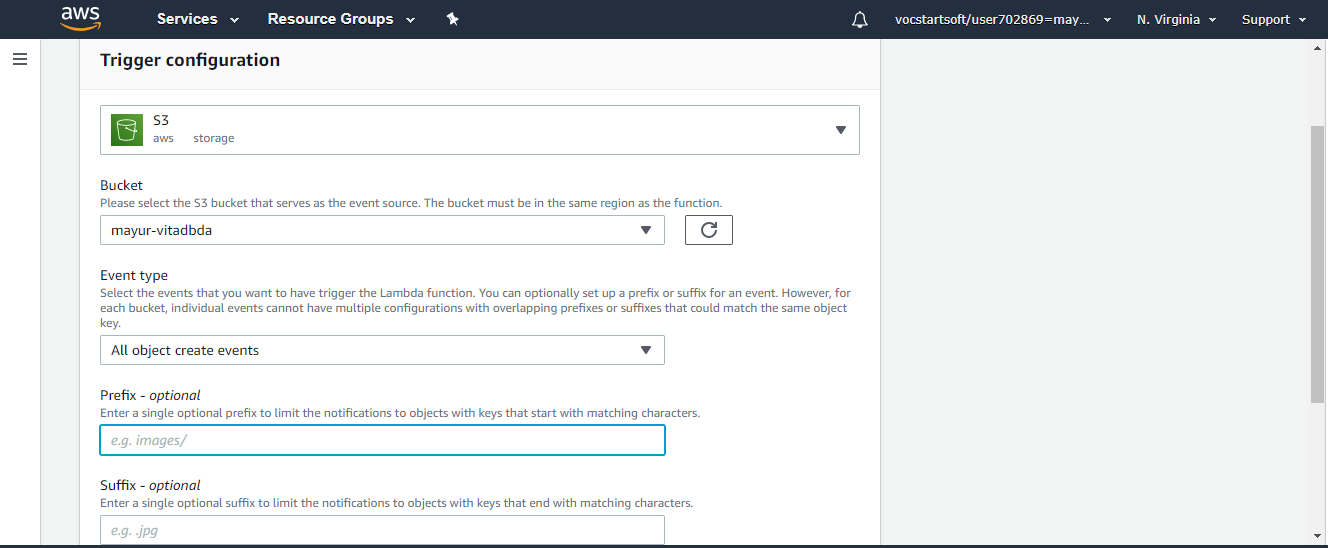 aws Services Resource Groups vocstartsoft/user702869=may... N. Virginia Support
Trigger configuration
S3
aws storage
Bucket
Please select the S3 bucket that serves as the event source. The bucket must be in the same region as the function.
mayur-vitadbda
Event type
Select the events that you want to have trigger the Lambda function. You can optionally set up a prefix or suffix for an event. However, for
each bucket, individual events cannot have multiple configurations with overlapping prefixes or suffixes that could match the same object
key.
All object create events
Prefix - optional
Enter a single optional prefix to limit the notifications to objects with keys that start with matching characters.
e.g. images/
Suffix - optional
Enter a single optional suffix to limit the notifications to objects with keys that end with matching characters.
e.g. .jpg